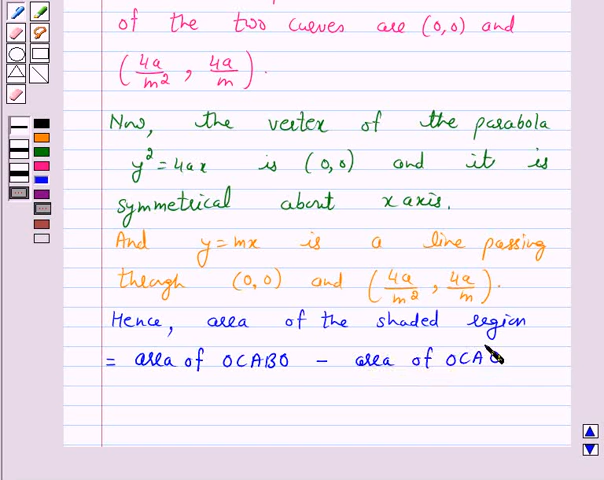 of the two curves are (0,0) and
(4a/m², 4a/m).
Now, the vertex of the parabola
y² = 4ax is (0,0) and it is
symmetrical about x axis.
And y = mx is a line passing
through (0,0) and (4a/m², 4a/m).
Hence, area of the shaded region
= area of OCABO - area of OCA